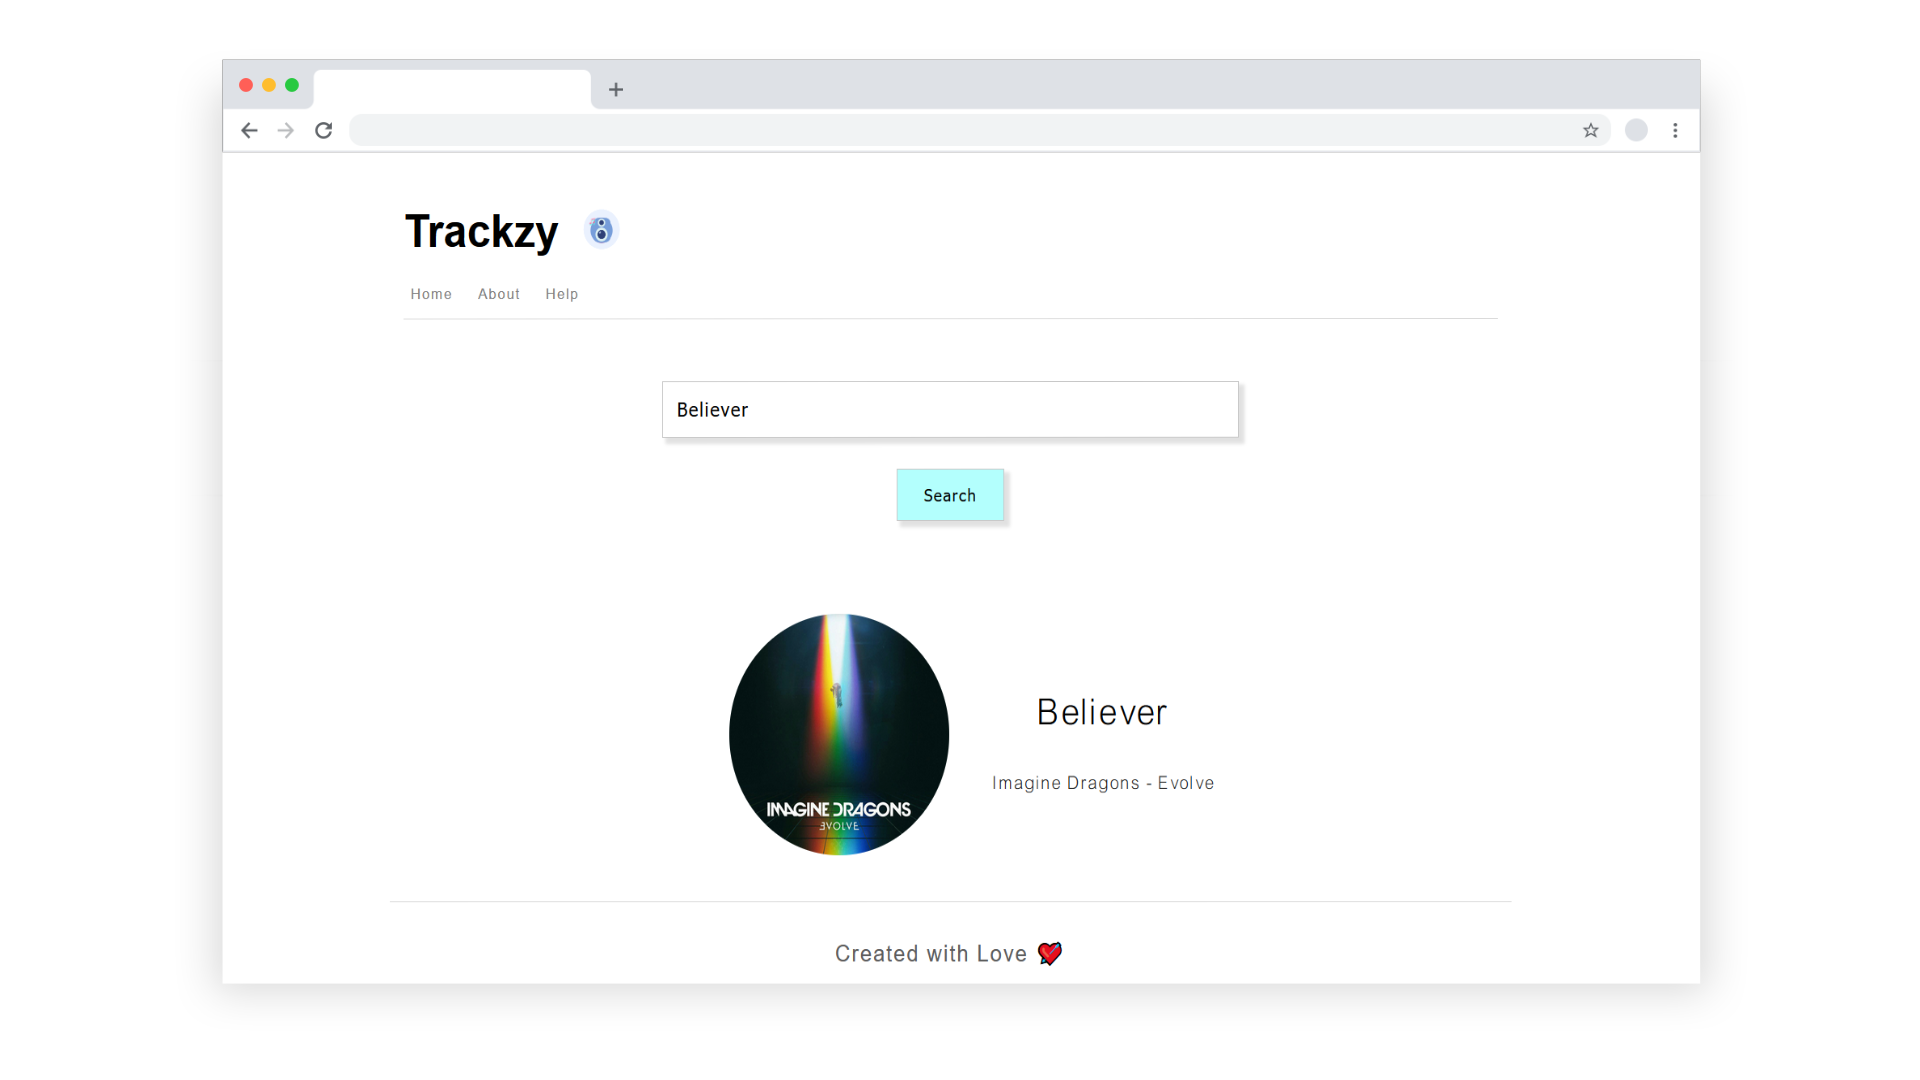 Trackzy
Home About Help
Believer
Search
IMAGINE DRAGONS
EVOLVE
Believer
Imagine Dragons - Evolve
Created with Love 💘